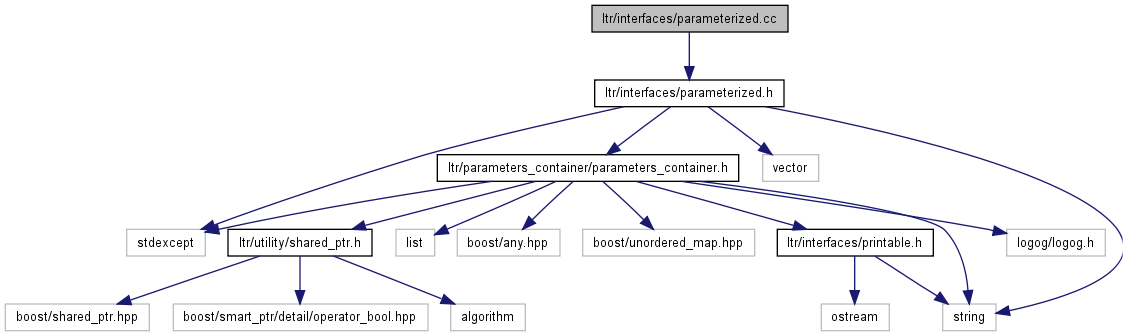 ltr/interfaces/parameterized.cc
ltr/interfaces/parameterized.h
ltr/parameters_container/parameters_container.h
vector
stdexcept
ltr/utility/shared_ptr.h
list
boost/any.hpp
boost/unordered_map.hpp
ltr/interfaces/printable.h
logog/logog.h
boost/shared_ptr.hpp
boost/smart_ptr/detail/operator_bool.hpp
algorithm
ostream
string